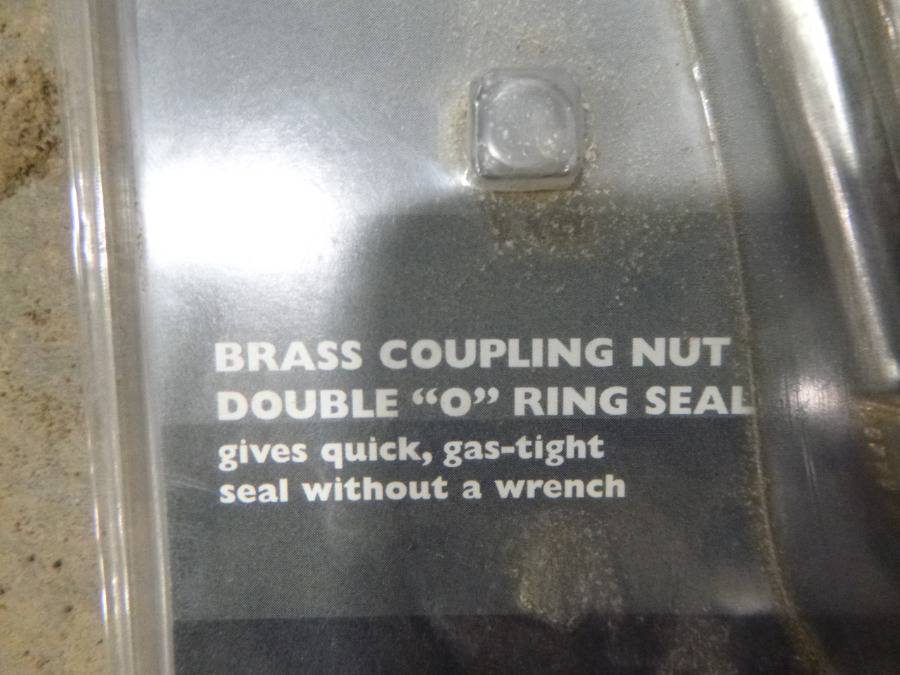 BRASS COUPLING NUT
DOUBLE “O” RING SEAL
gives quick, gas-tight
seal without a wrench